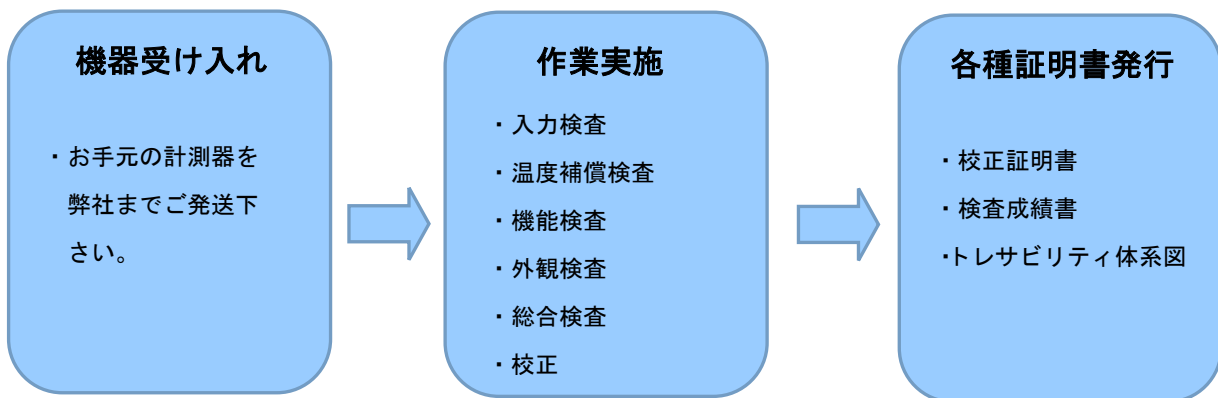 機器受け入れ
・お手元の計測器を
弊社までご発送下
さい。
作業実施
・入力検査
・温度補償検査
・機能検査
・外観検査
・総合検査
・校正
各種証明書発行
・校正証明書
・検査成績書
・トレサビリティ体系図